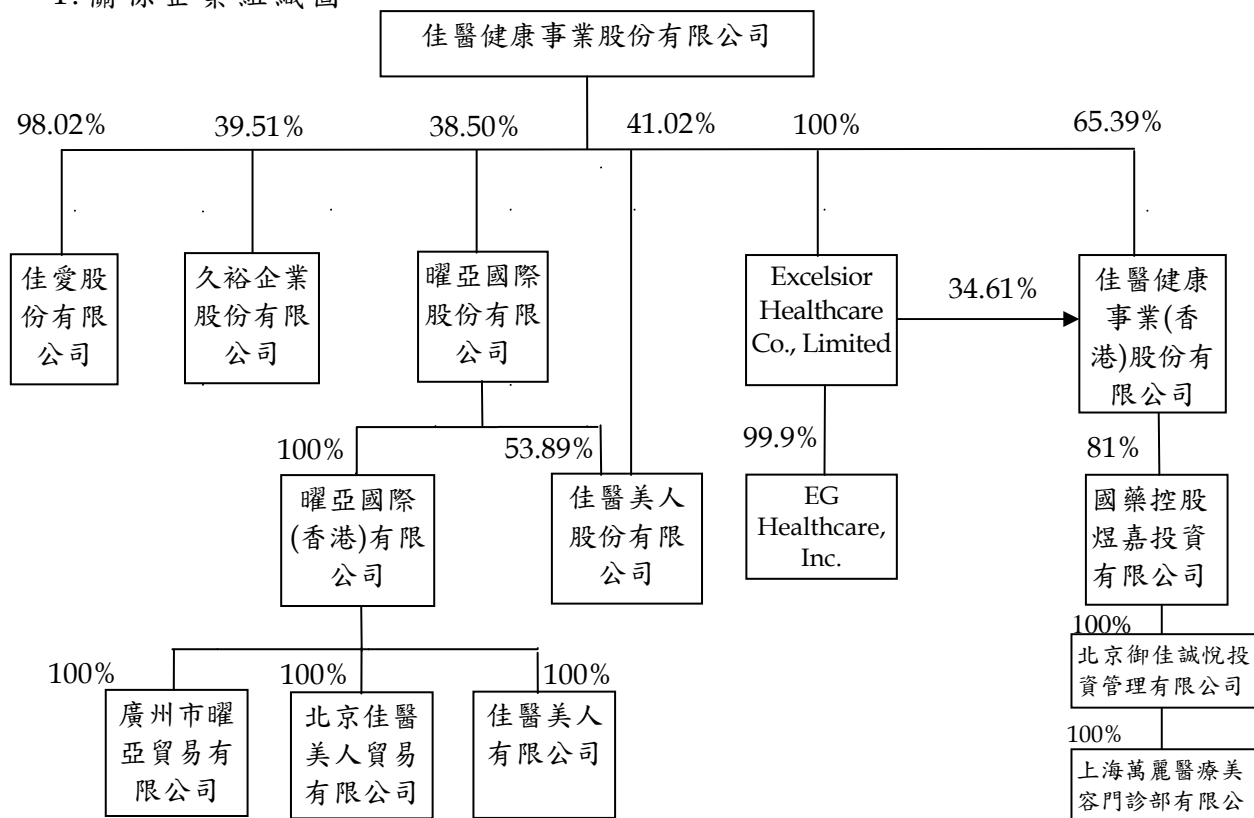 1.關係企業組織圖
佳醫健康事業股份有限公司
98.02%
39.51%
38.50%
41.02%
100%
65.39%
佳愛股
份有限
公司
久裕企業
股份有限
公司
曜亞國際
股份有限
公司
Excelsior
Healthcare
Co., Limited
34.61%
佳醫健康
事業(香
港)股份有
限公司
100%
53.89%
99.9%
81%
曜亞國際
(香港)有限
公司
佳醫美人
股份有限
公司
EG
Healthcare,
Inc.
國藥控股
煜嘉投資
有限公司
100%
北京御佳誠悅投
資管理有限公司
100%
100%
100%
廣州市曜
亞貿易有
限公司
北京佳醫
美人貿易
有限公司
佳醫美人
有限公司
100%
上海萬麗醫療美
容門診部有限公